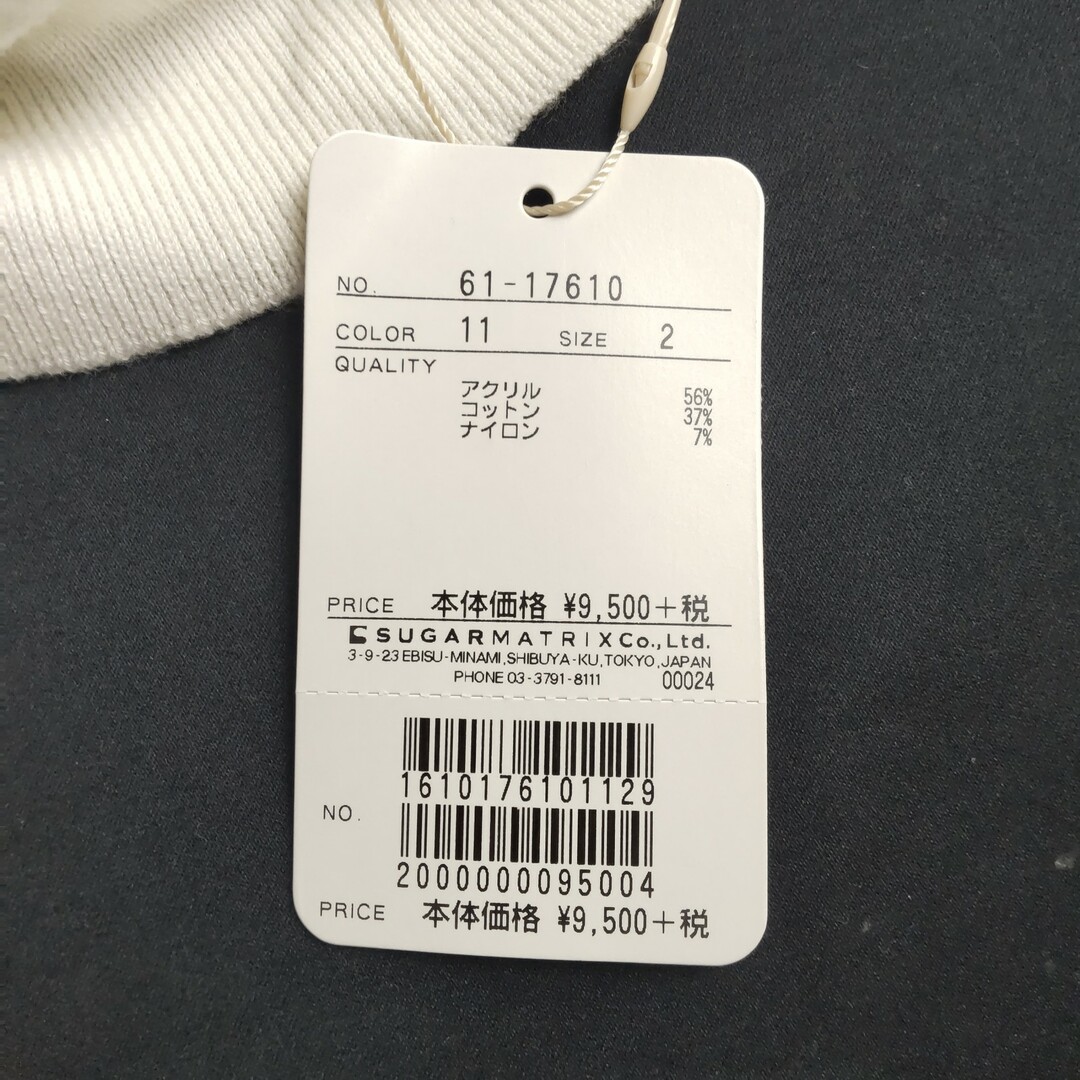 NO. 61-17610
COLOR 11 SIZE 2
QUALITY
アクリル 56%
コットン 37%
ナイロン 7%
PRICE 本体価格 ¥9,500+税
SUGARMATRIX Co., Ltd.
3-9-23 EBISU-MINAMI, SHIBUYA-KU, TOKYO, JAPAN
PHONE 03-3791-8111 00024
1610176101129
NO.
2000000095004
PRICE 本体価格 ¥9,500+税